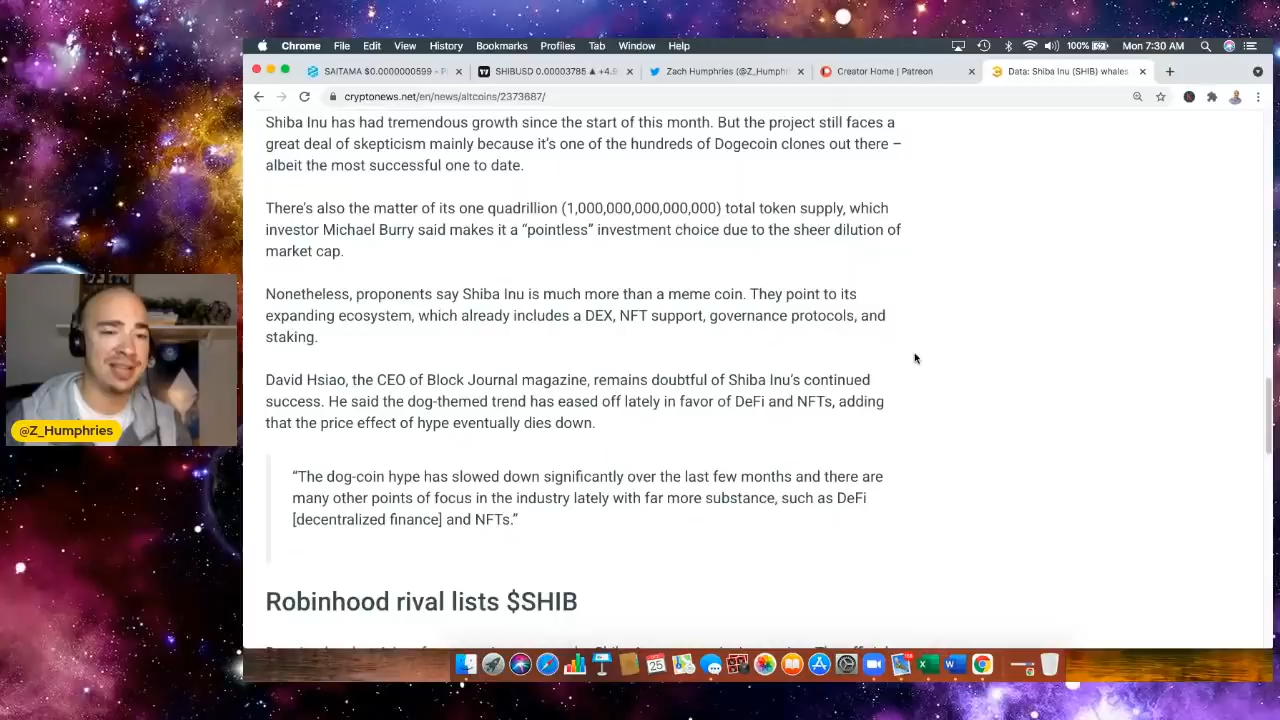 Chrome File Edit View History Bookmarks Profiles Tab Window Help 100% Mon 7:30 AM
SAITAMA $0.0000000599 – P
SHIBUSD 0.00003785 ▲ +4.9
Zach Humphries (@Z_Humphri
Creator Home | Patreon
Data: Shiba Inu (SHIB) whales
cryptonews.net/en/news/altcoins/2373687/
Shiba Inu has had tremendous growth since the start of this month. But the project still faces a
great deal of skepticism mainly because it's one of the hundreds of Dogecoin clones out there –
albeit the most successful one to date.
There's also the matter of its one quadrillion (1,000,000,000,000,000) total token supply, which
investor Michael Burry said makes it a “pointless” investment choice due to the sheer dilution of
market cap.
Nonetheless, proponents say Shiba Inu is much more than a meme coin. They point to its
expanding ecosystem, which already includes a DEX, NFT support, governance protocols, and
staking.
David Hsiao, the CEO of Block Journal magazine, remains doubtful of Shiba Inu's continued
success. He said the dog-themed trend has eased off lately in favor of DeFi and NFTs, adding
that the price effect of hype eventually dies down.
“The dog-coin hype has slowed down significantly over the last few months and there are
many other points of focus in the industry lately with far more substance, such as DeFi
[decentralized finance] and NFTs.”
Robinhood rival lists $SHIB
@Z_Humphries
25